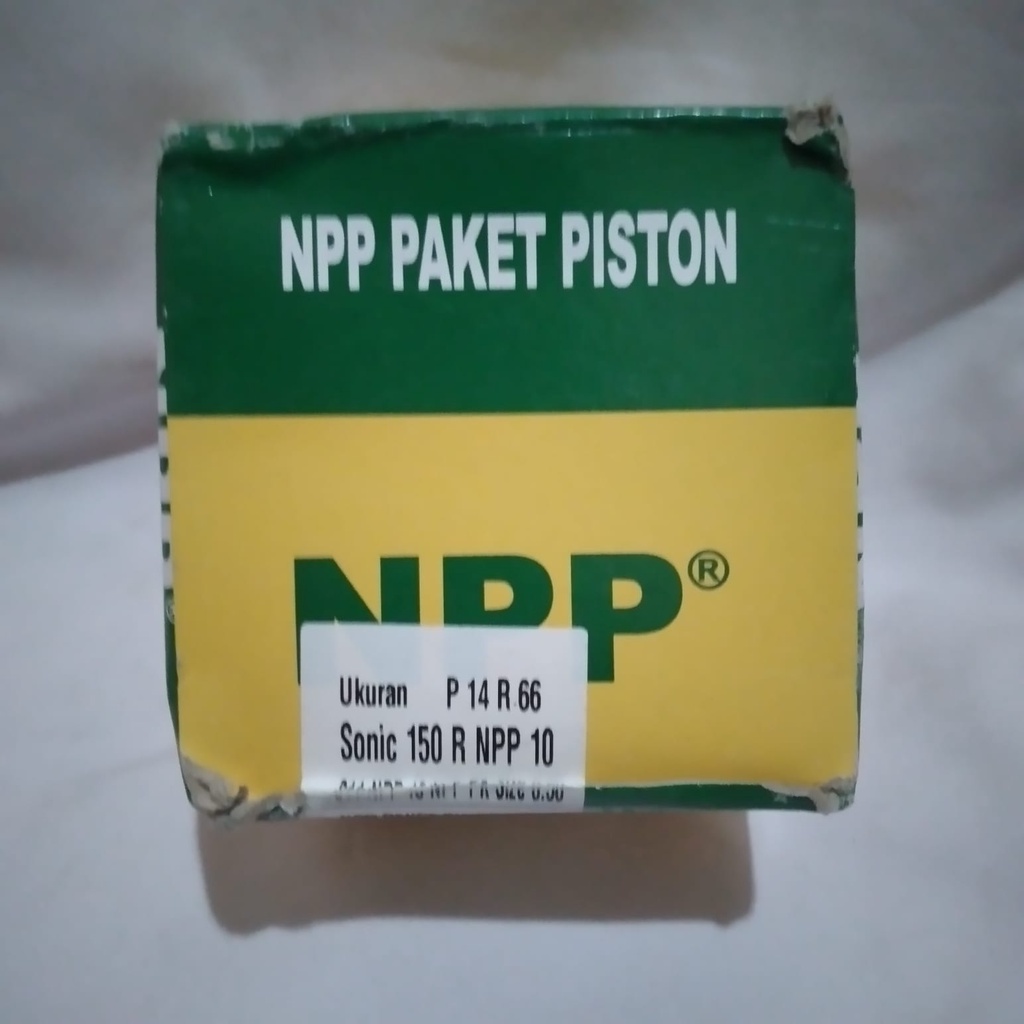 NPP PAKET PISTON
NPP®
Ukuran P 14 R 66
Sonic 150 R NPP 10